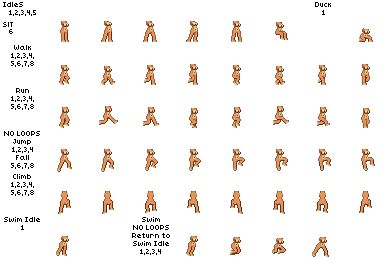 IdleS
1,2,3,4,5
Duck
1
SIT
6
Walk
1,2,3,4,
5,6,7,8
Run
1,2,3,4,
5,6,7,8
NO LOOPS
Jump
1,2,3,4
Fall
5,6,7,8
Climb
1,2,3,4,
5,6,7,8
Swim Idle
1
Swim
NO LOOPS
Return to
Swim Idle
1,2,3,4